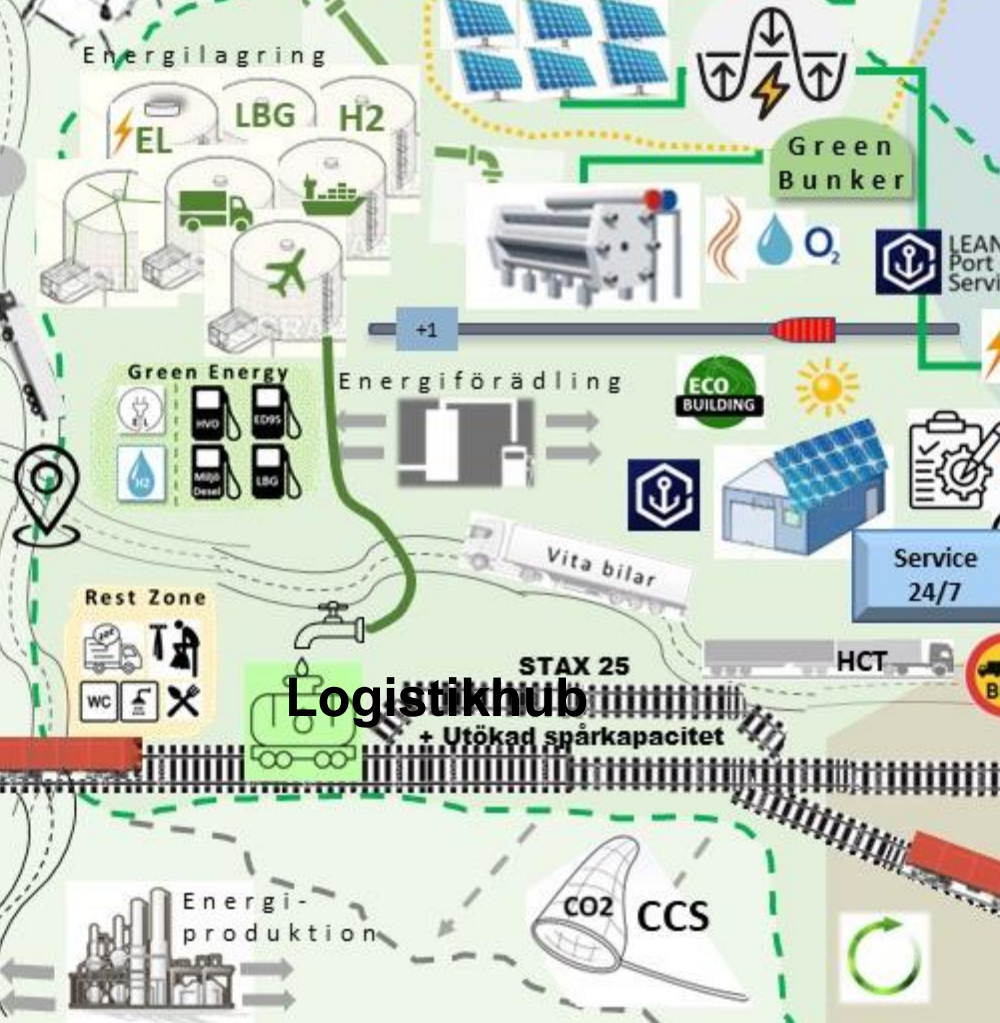 Energilagring
EL
LBG
H2
Green
Bunker
O2
LEAN
Port
Servi
+1
Green Energy
EL
HVO
ED95
H2
Miljö
Desel
LBG
Energiförädling
ECO
BUILDING
Service
24/7
Vita bilar
Rest Zone
WC
HCT
B
STAX 25
Logistikhub
+ Utökad spårkapacitet
Energi-
produktion
CO2
CCS